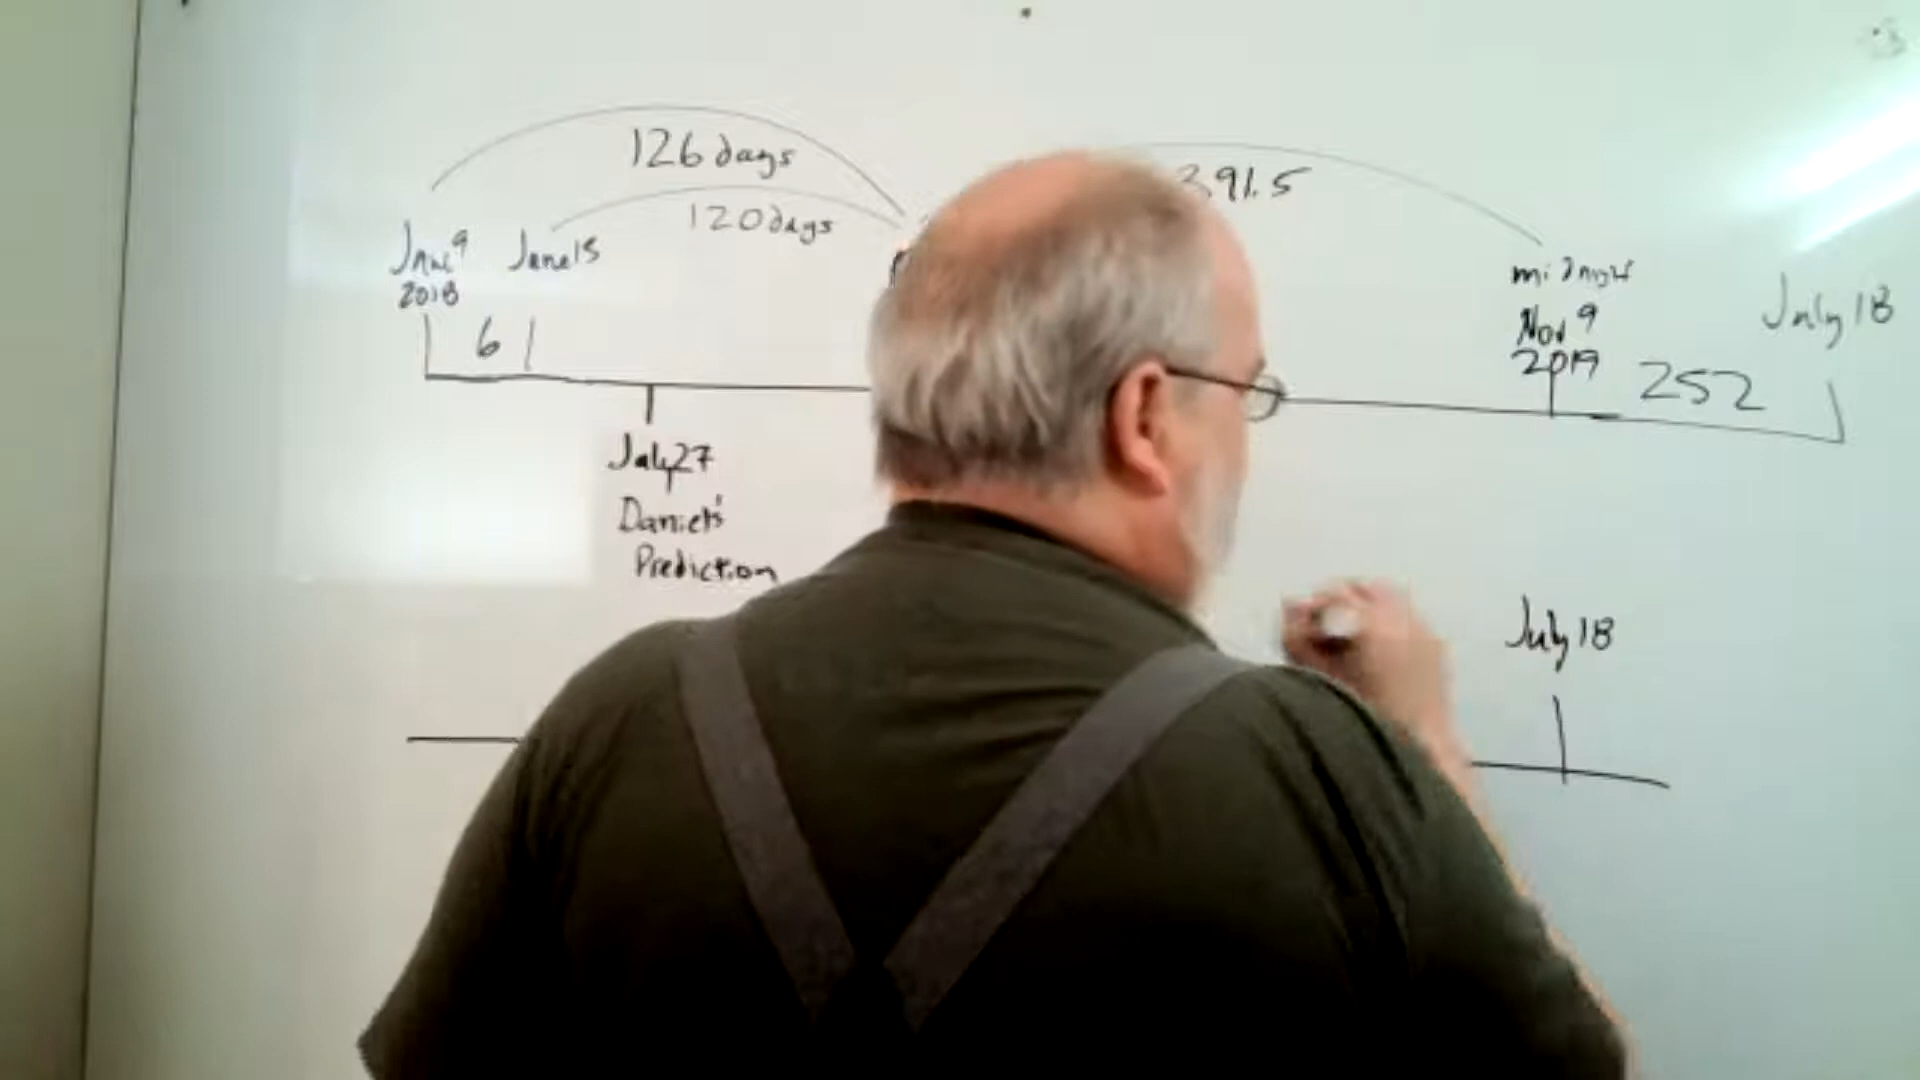 126 days
391.5
120 days
June 9
2018
June 15
midnight
Nov 9
2019
July 18
6
252
July 27
Daniel's
Prediction
July 18